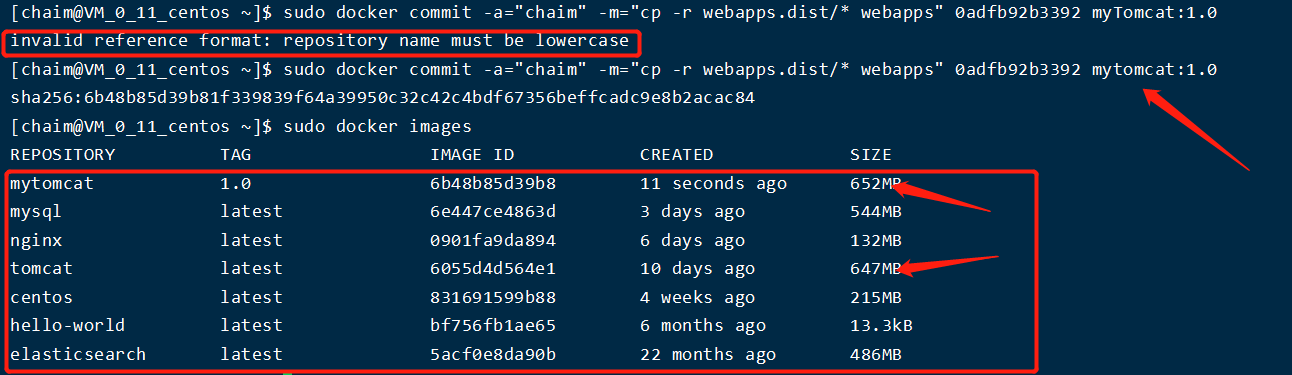 [chaim@VM_0_11_centos ~]$ sudo docker commit -a="chaim" -m="cp -r webapps.dist/* webapps" 0adfb92b3392 myTomcat:1.0
invalid reference format: repository name must be lowercase
[chaim@VM_0_11_centos ~]$ sudo docker commit -a="chaim" -m="cp -r webapps.dist/* webapps" 0adfb92b3392 mytomcat:1.0
sha256:6b48b85d39b81f339839f64a39950c32c42c4bdf67356beffcadc9e8b2acac84
[chaim@VM_0_11_centos ~]$ sudo docker images
REPOSITORY TAG IMAGE ID CREATED SIZE
mytomcat 1.0 6b48b85d39b8 11 seconds ago 652MB
mysql latest 6e447ce4863d 3 days ago 544MB
nginx latest 0901fa9da894 6 days ago 132MB
tomcat latest 6055d4d564e1 10 days ago 647MB
centos latest 831691599b88 4 weeks ago 215MB
hello-world latest bf756fb1ae65 6 months ago 13.3kB
elasticsearch latest 5acf0e8da90b 22 months ago 486MB